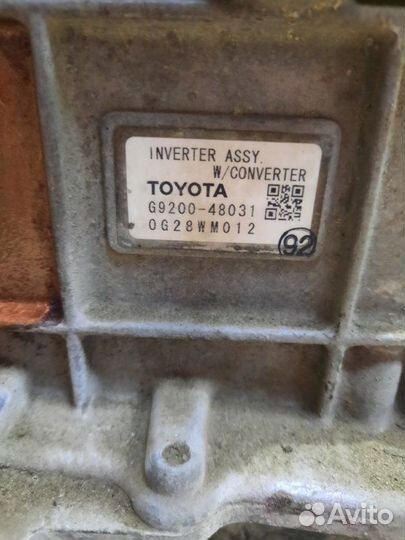 INVERTER ASSY.
W/CONVERTER
TOYOTA
G9200-48031
0G28WM012
92
Avito